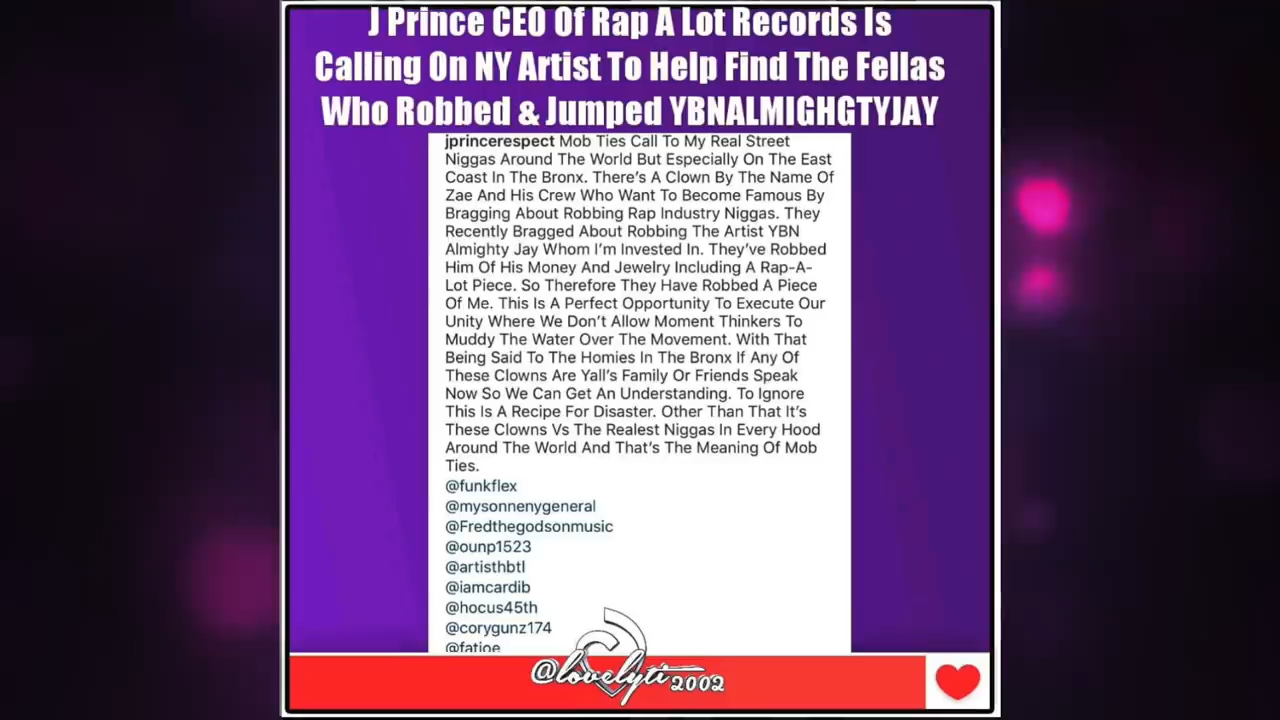 J Prince CEO Of Rap A Lot Records Is
Calling On NY Artist To Help Find The Fellas
Who Robbed & Jumped YBNALMIGHGTYJAY
jprincerespect Mob Ties Call To My Real Street
Niggas Around The World But Especially On The East
Coast In The Bronx. There's A Clown By The Name Of
Zae And His Crew Who Want To Become Famous By
Bragging About Robbing Rap Industry Niggas. They
Recently Bragged About Robbing The Artist YBN
Almighty Jay Whom I'm Invested In. They've Robbed
Him Of His Money And Jewelry Including A Rap-A-
Lot Piece. So Therefore They Have Robbed A Piece
Of Me. This Is A Perfect Opportunity To Execute Our
Unity Where We Don't Allow Moment Thinkers To
Muddy The Water Over The Movement. With That
Being Said To The Homies In The Bronx If Any Of
These Clowns Are Yall's Family Or Friends Speak
Now So We Can Get An Understanding. To Ignore
This Is A Recipe For Disaster. Other Than That It's
These Clowns Vs The Realest Niggas In Every Hood
Around The World And That's The Meaning Of Mob
Ties.
@funkflex
@mysonnenygeneral
@Fredthegodsonmusic
@ounp1523
@artisthbtl
@iamcardib
@hocus45th
@corygunz174
@fatjoe
@lovelyti2002